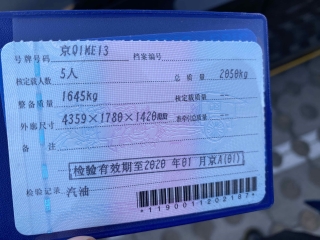 号牌号码 京Q1ME13 档案编号
核定载人数 5人 总质量 2050kg
整备质量 1645kg 核定载质量 --
外廓尺寸 4359×1780×1420mm 准牵引总质量 --
备注
检验有效期至2020年01月京A(01)
检验记录 汽油
*1190011202187*